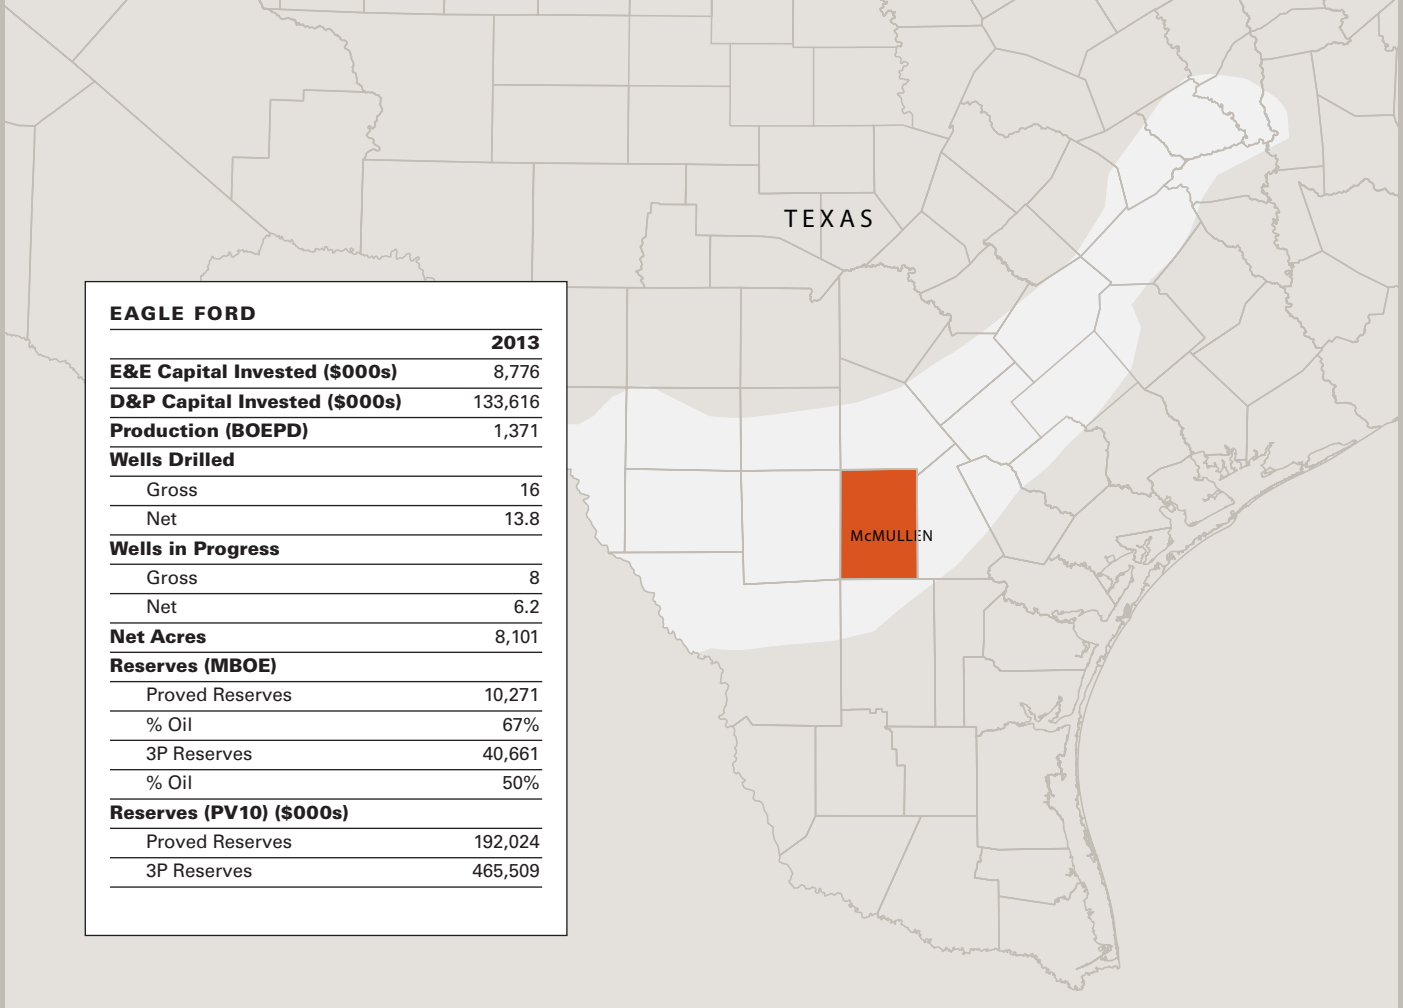 TEXAS
EAGLE FORD
2013
E&E Capital Invested ($000s) 8,776
D&P Capital Invested ($000s) 133,616
Production (BOEPD) 1,371
Wells Drilled
Gross 16
Net 13.8
Wells in Progress
Gross 8
Net 6.2
Net Acres 8,101
Reserves (MBOE)
Proved Reserves 10,271
% Oil 67%
3P Reserves 40,661
% Oil 50%
Reserves (PV10) ($000s)
Proved Reserves 192,024
3P Reserves 465,509
McMULLEN